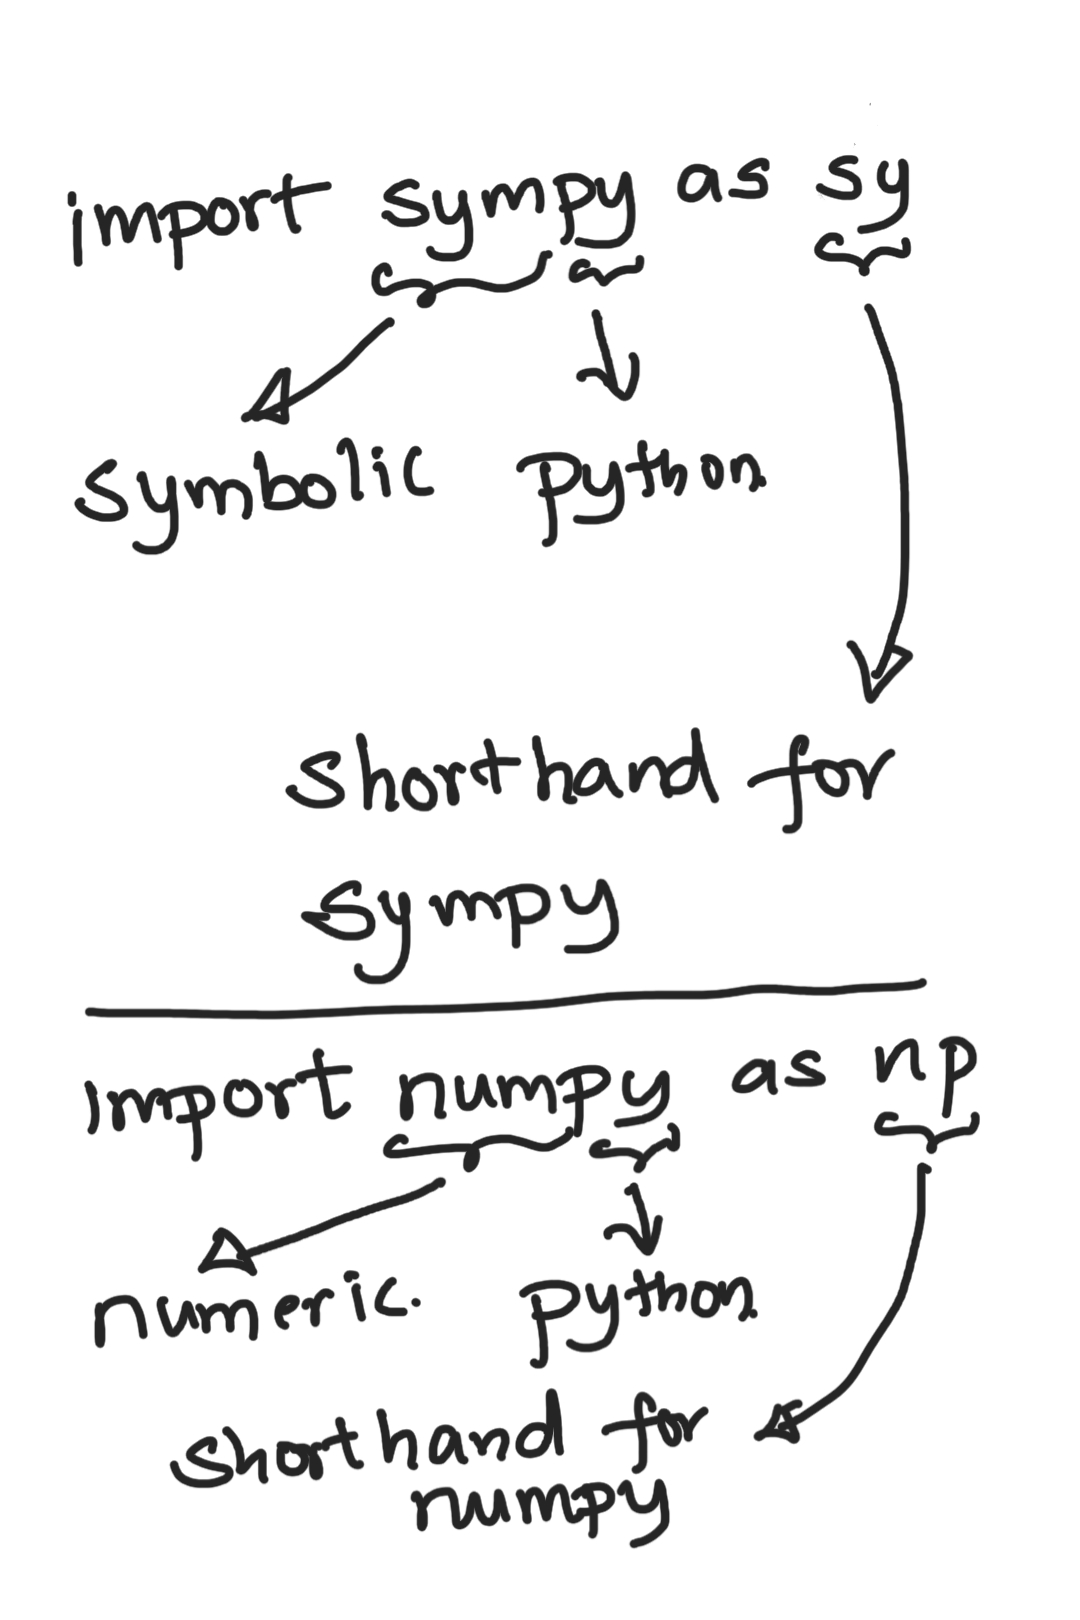 import sympy as sy
symbolic python
shorthand for
sympy
import numpy as np
numeric. python
shorthand for
numpy